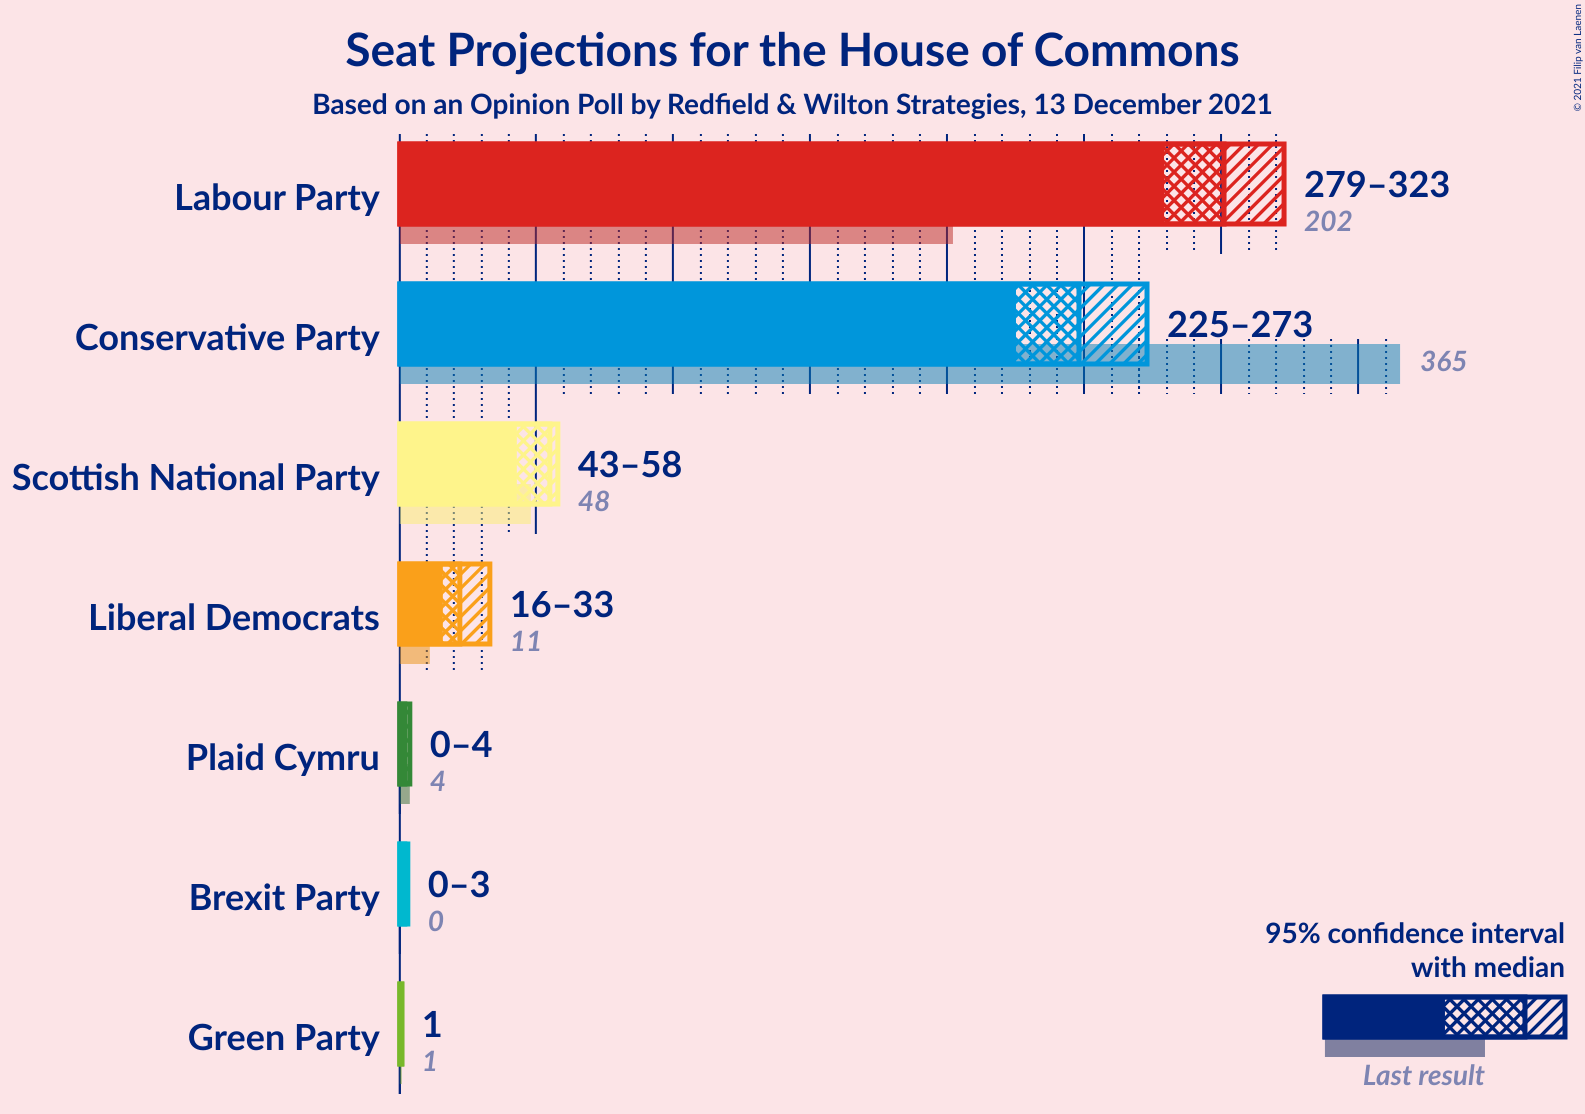 Seat Projections for the House of Commons
Based on an Opinion Poll by Redfield & Wilton Strategies, 13 December 2021
© 2021 Filip van Laenen
Labour Party
279–323
202
Conservative Party
225–273
365
Scottish National Party
43–58
48
Liberal Democrats
16–33
11
Plaid Cymru
0–4
4
Brexit Party
0–3
0
Green Party
1
1
95% confidence interval
with median
Last result